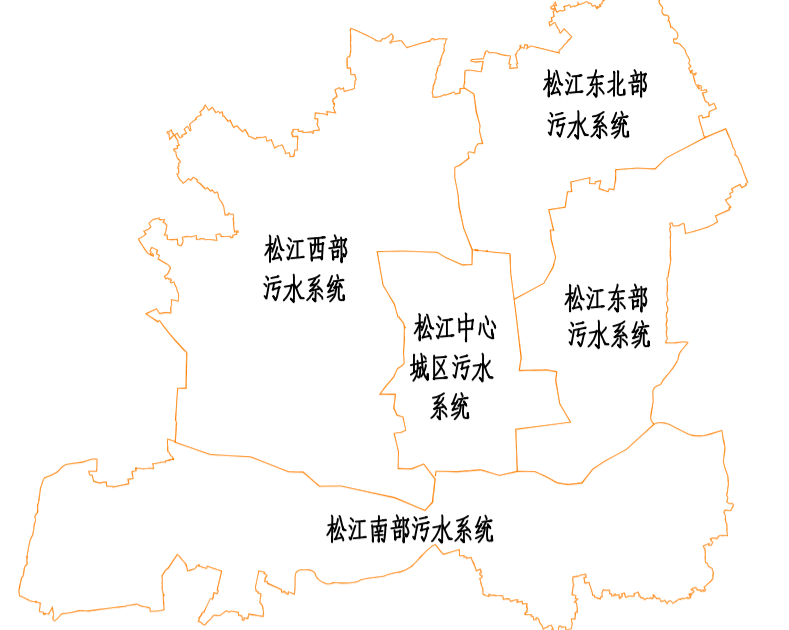 松江东北部
污水系统
松江西部
污水系统
松江东部
污水系统
松江中心
城区污水
系统
松江南部污水系统